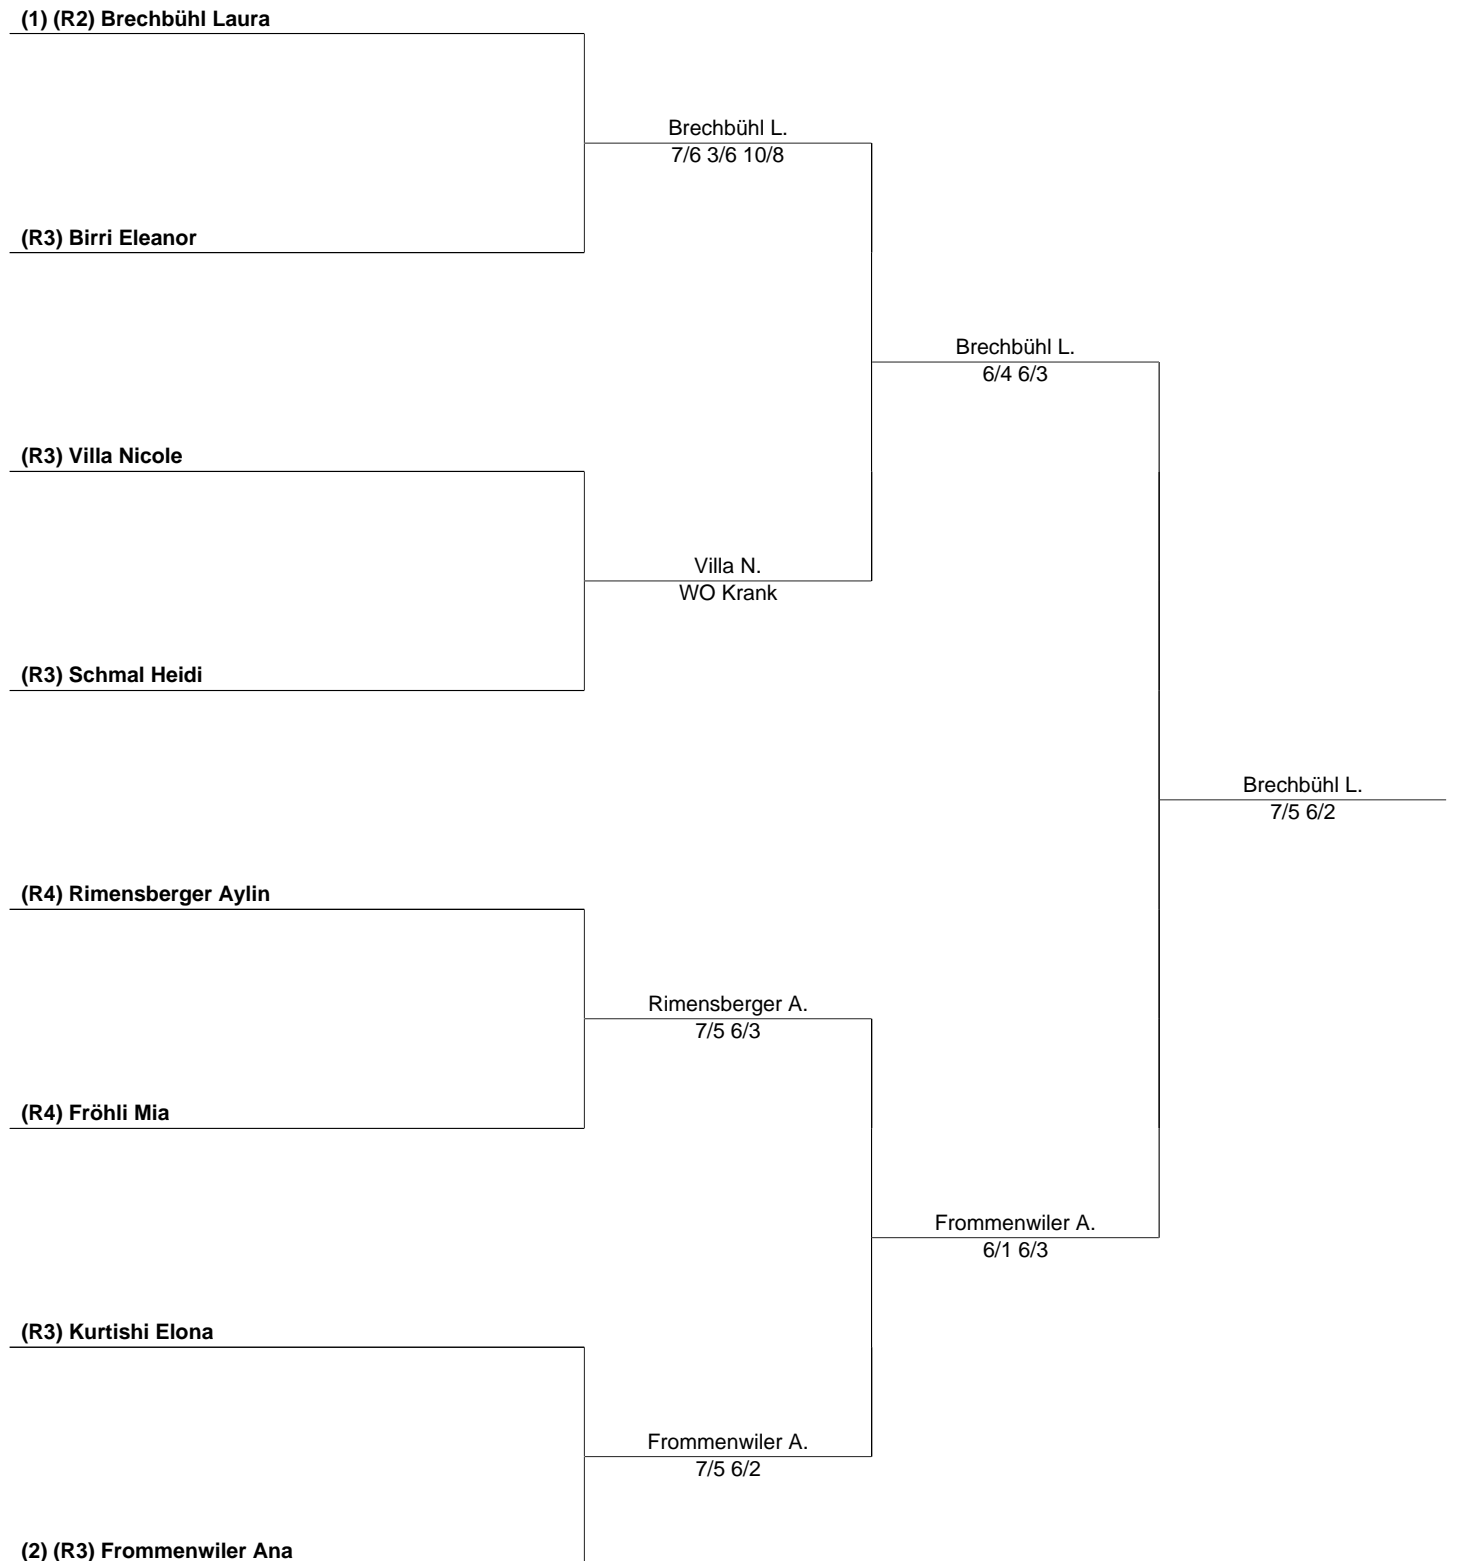 (1) (R2) Brechbühl Laura
Brechbühl L.
7/6 3/6 10/8
(R3) Birri Eleanor
Brechbühl L.
6/4 6/3
(R3) Villa Nicole
Villa N.
WO Krank
(R3) Schmal Heidi
Brechbühl L.
7/5 6/2
(R4) Rimensberger Aylin
Rimensberger A.
7/5 6/3
(R4) Fröhli Mia
Frommenwiler A.
6/1 6/3
(R3) Kurtishi Elona
Frommenwiler A.
7/5 6/2
(2) (R3) Frommenwiler Ana